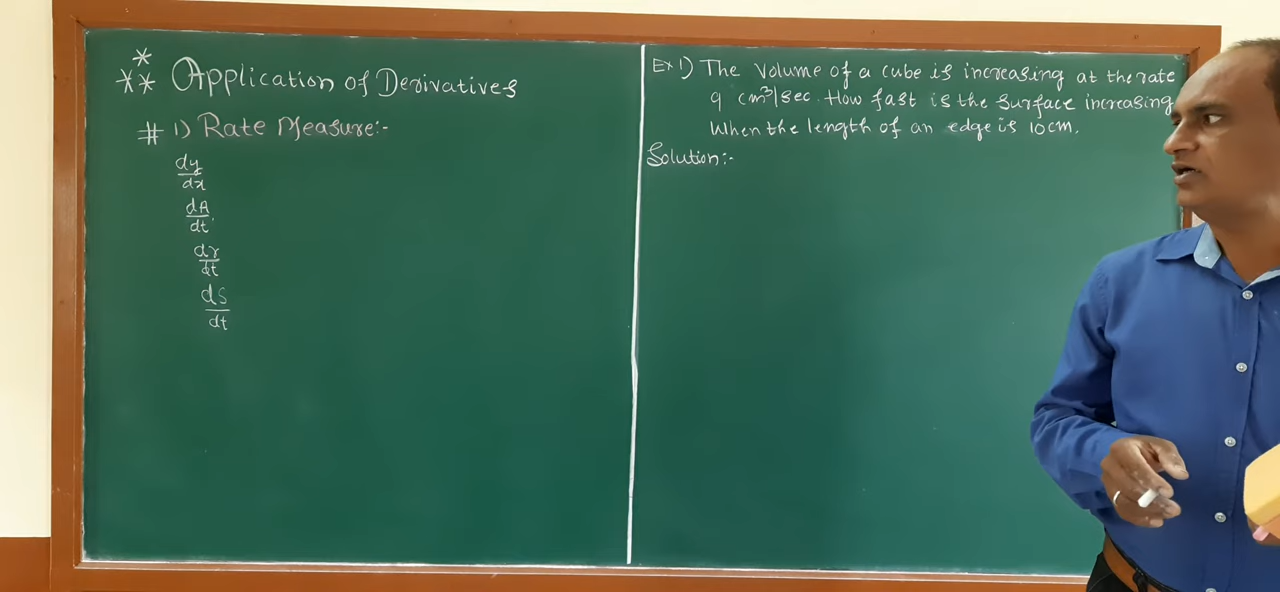 *
** Application of Derivatives
# 1) Rate Measure:-
dy/dx
dA/dt
dr/dt
ds/dt
Ex 1) The volume of a cube is increasing at the rate
9 cm³/sec. How fast is the surface increasing
When the length of an edge is 10cm.
Solution:-